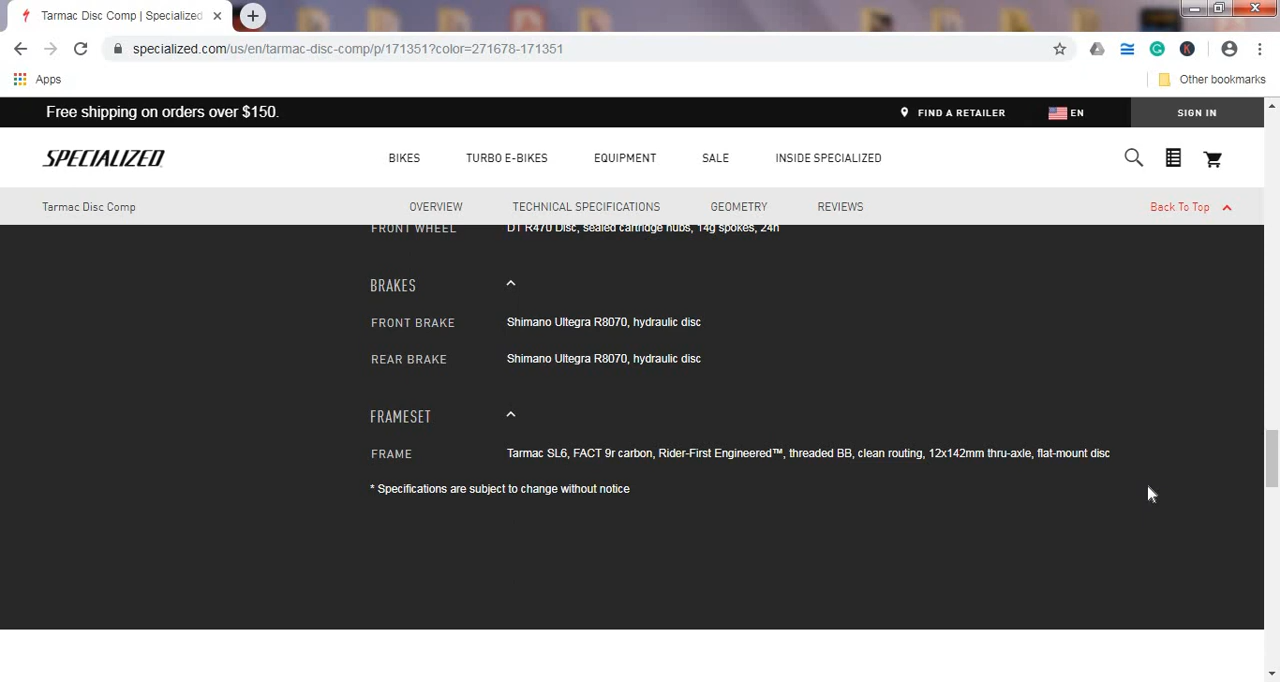 Tarmac Disc Comp | Specialized
specialized.com/us/en/tarmac-disc-comp/p/171351?color=271678-171351
Apps
Other bookmarks
Free shipping on orders over $150.
FIND A RETAILER
EN
SIGN IN
SPECIALIZED
BIKES
TURBO E-BIKES
EQUIPMENT
SALE
INSIDE SPECIALIZED
Tarmac Disc Comp
OVERVIEW
TECHNICAL SPECIFICATIONS
GEOMETRY
REVIEWS
Back To Top
FRONT WHEEL
DT R470 Disc, sealed cartridge hubs, 14g spokes, 24h
BRAKES
FRONT BRAKE
Shimano Ultegra R8070, hydraulic disc
REAR BRAKE
Shimano Ultegra R8070, hydraulic disc
FRAMESET
FRAME
Tarmac SL6, FACT 9r carbon, Rider-First Engineered™, threaded BB, clean routing, 12x142mm thru-axle, flat-mount disc
* Specifications are subject to change without notice